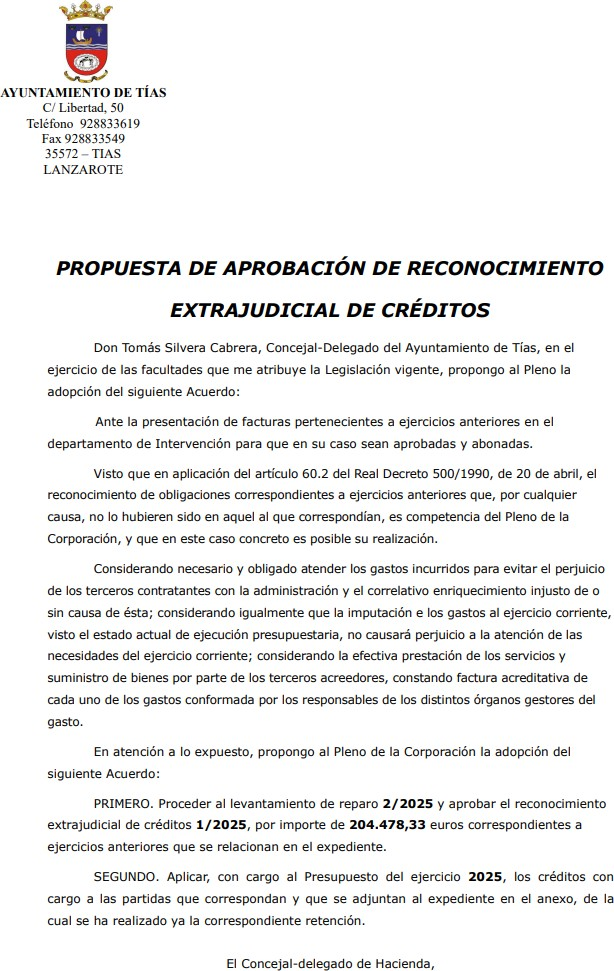 AYUNTAMIENTO DE TÍAS
C/ Libertad, 50
Teléfono 928833619
Fax 928833549
35572 – TIAS
LANZAROTE
PROPUESTA DE APROBACIÓN DE RECONOCIMIENTO
EXTRAJUDICIAL DE CRÉDITOS
Don Tomás Silvera Cabrera, Concejal-Delegado del Ayuntamiento de Tías, en el
ejercicio de las facultades que me atribuye la Legislación vigente, propongo al Pleno la
adopción del siguiente Acuerdo:
Ante la presentación de facturas pertenecientes a ejercicios anteriores en el
departamento de Intervención para que en su caso sean aprobadas y abonadas.
Visto que en aplicación del artículo 60.2 del Real Decreto 500/1990, de 20 de abril, el
reconocimiento de obligaciones correspondientes a ejercicios anteriores que, por cualquier
causa, no lo hubieren sido en aquel al que correspondían, es competencia del Pleno de la
Corporación, y que en este caso concreto es posible su realización.
Considerando necesario y obligado atender los gastos incurridos para evitar el perjuicio
de los terceros contratantes con la administración y el correlativo enriquecimiento injusto de o
sin causa de ésta; considerando igualmente que la imputación e los gastos al ejercicio corriente,
visto el estado actual de ejecución presupuestaria, no causará perjuicio a la atención de las
necesidades del ejercicio corriente; considerando la efectiva prestación de los servicios y
suministro de bienes por parte de los terceros acreedores, constando factura acreditativa de
cada uno de los gastos conformada por los responsables de los distintos órganos gestores del
gasto.
En atención a lo expuesto, propongo al Pleno de la Corporación la adopción del
siguiente Acuerdo:
PRIMERO. Proceder al levantamiento de reparo 2/2025 y aprobar el reconocimiento
extrajudicial de créditos 1/2025, por importe de 204.478,33 euros correspondientes a
ejercicios anteriores que se relacionan en el expediente.
SEGUNDO. Aplicar, con cargo al Presupuesto del ejercicio 2025, los créditos con
cargo a las partidas que correspondan y que se adjuntan al expediente en el anexo, de la
cual se ha realizado ya la correspondiente retención.
El Concejal-delegado de Hacienda,